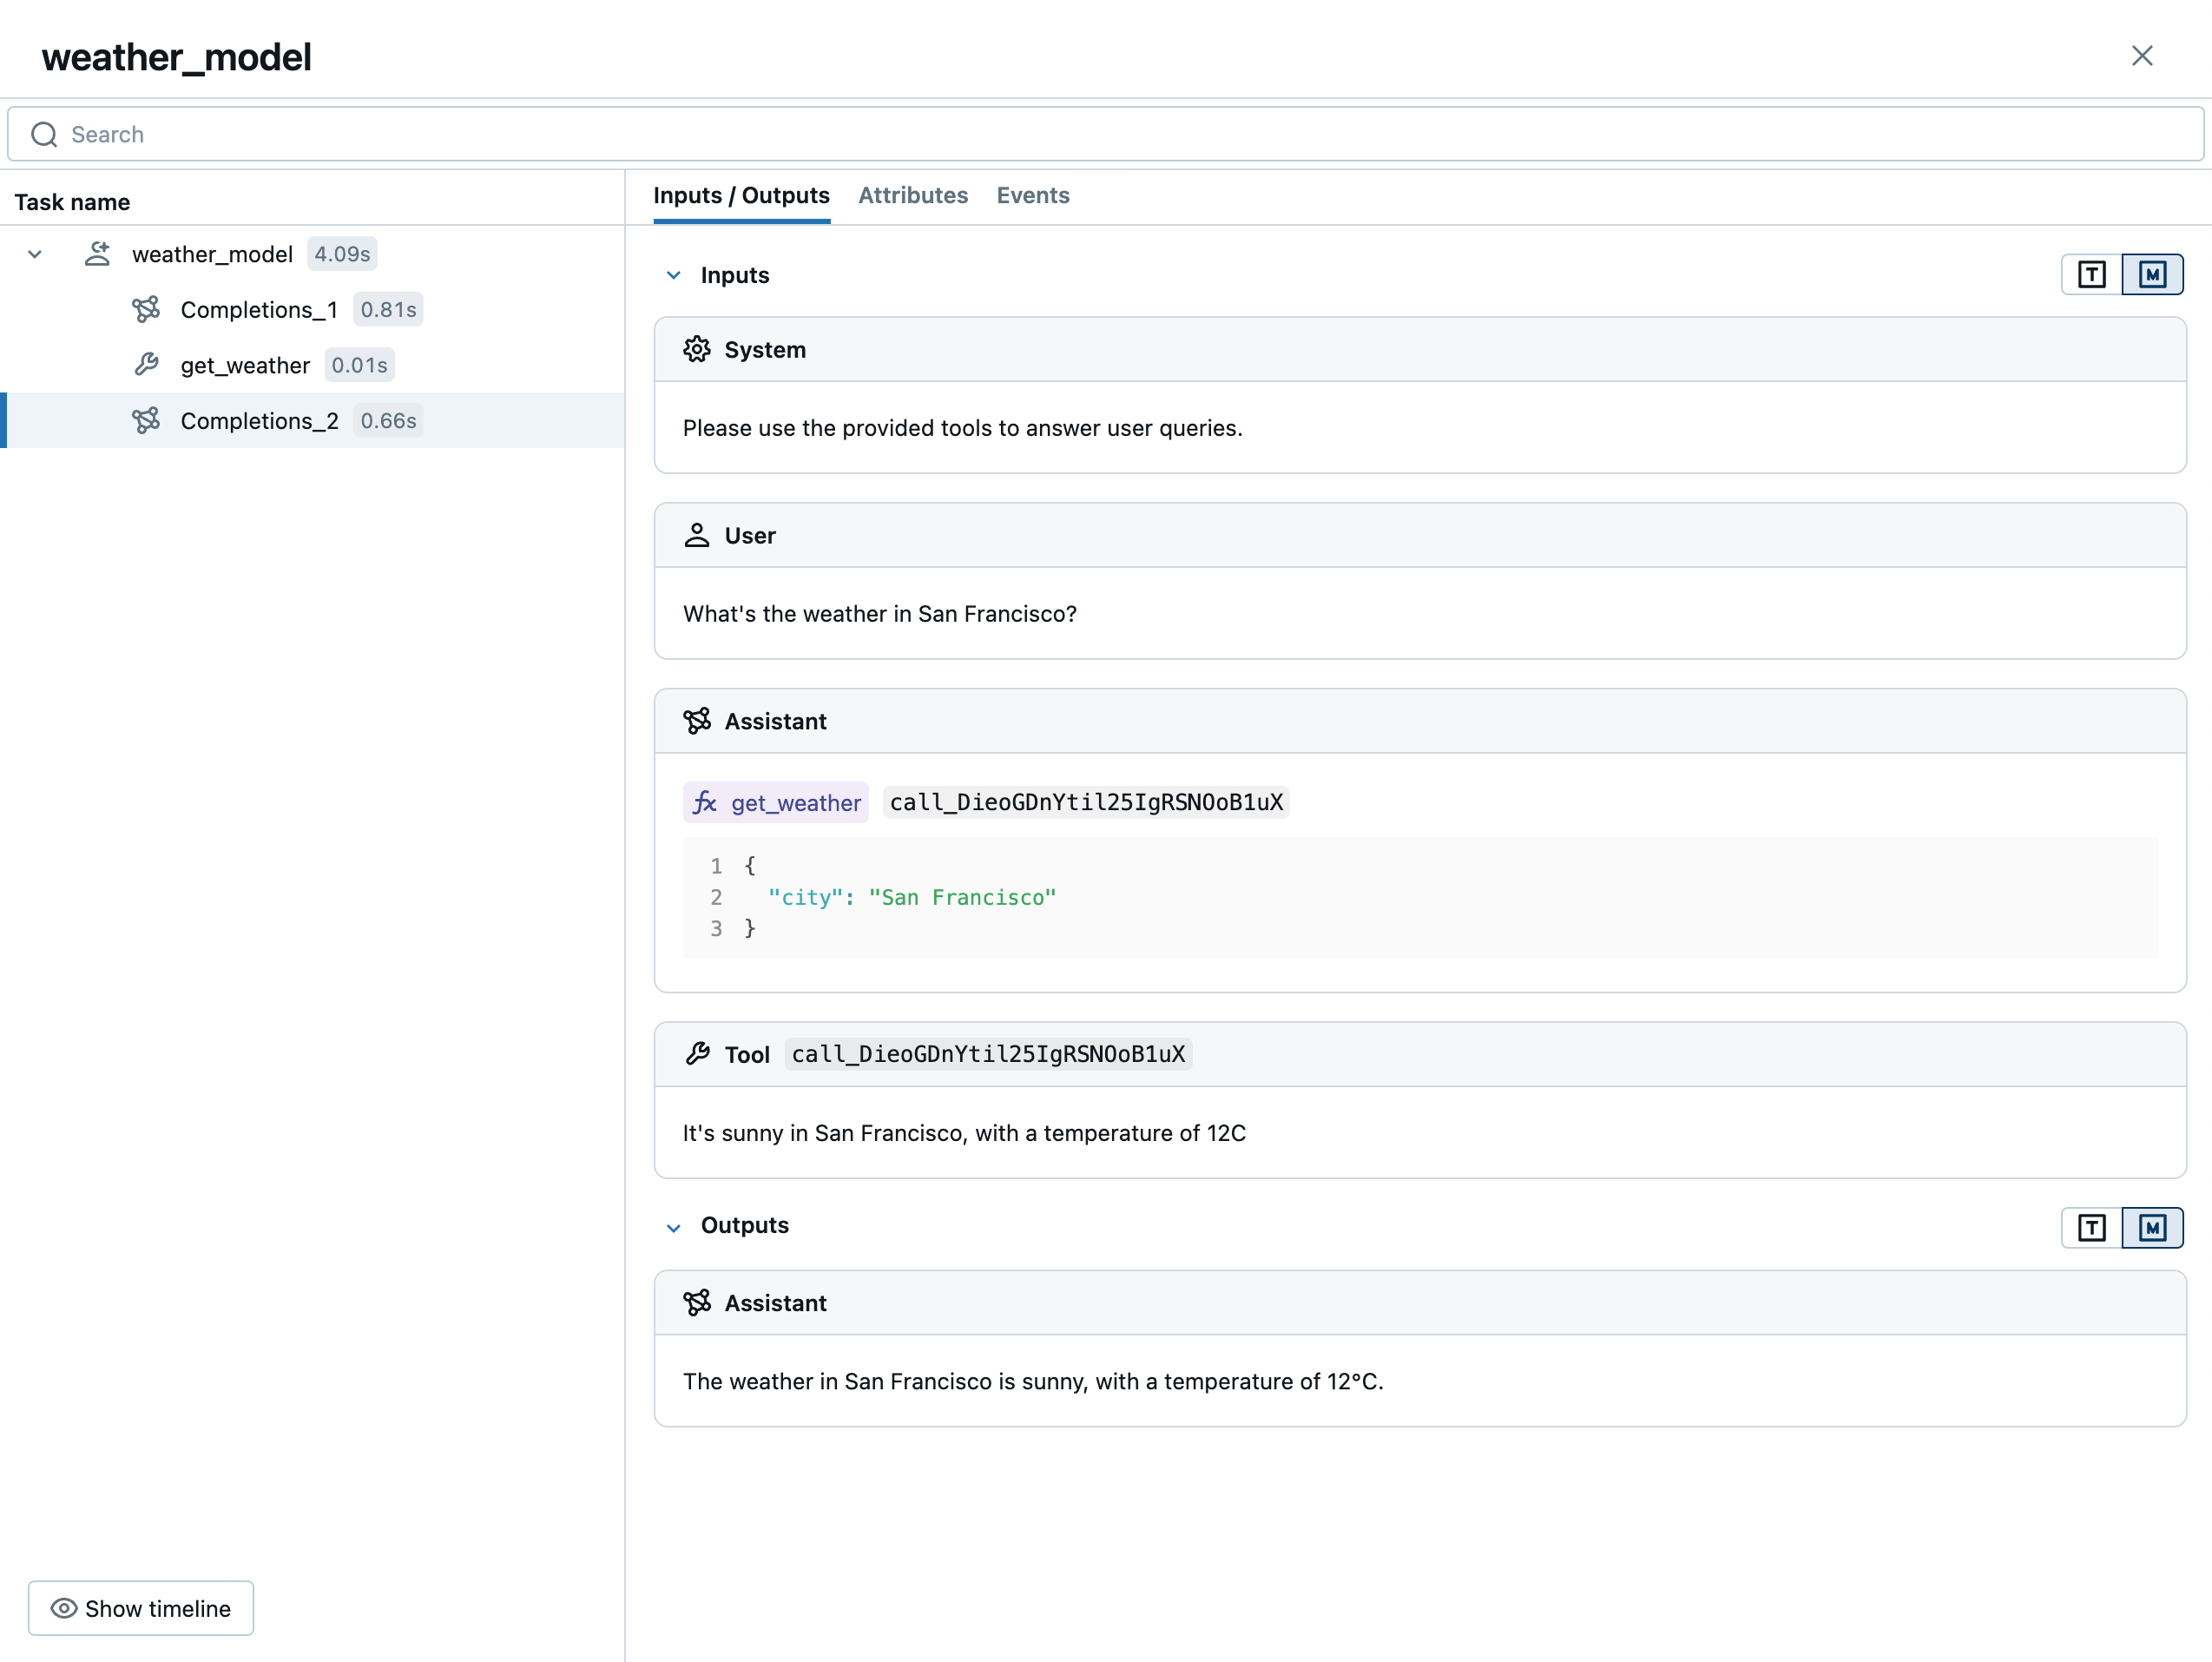 weather_model
Search
Task name
weather_model 4.09s
Completions_1 0.81s
get_weather 0.01s
Completions_2 0.66s
Show timeline
Inputs / Outputs Attributes Events
Inputs T M
System
Please use the provided tools to answer user queries.
User
What's the weather in San Francisco?
Assistant
fx get_weather call_DieoGDnYtil25IgRSNOoB1uX
1 {
2 "city": "San Francisco"
3 }
Tool call_DieoGDnYtil25IgRSNOoB1uX
It's sunny in San Francisco, with a temperature of 12C
Outputs T M
Assistant
The weather in San Francisco is sunny, with a temperature of 12°C.